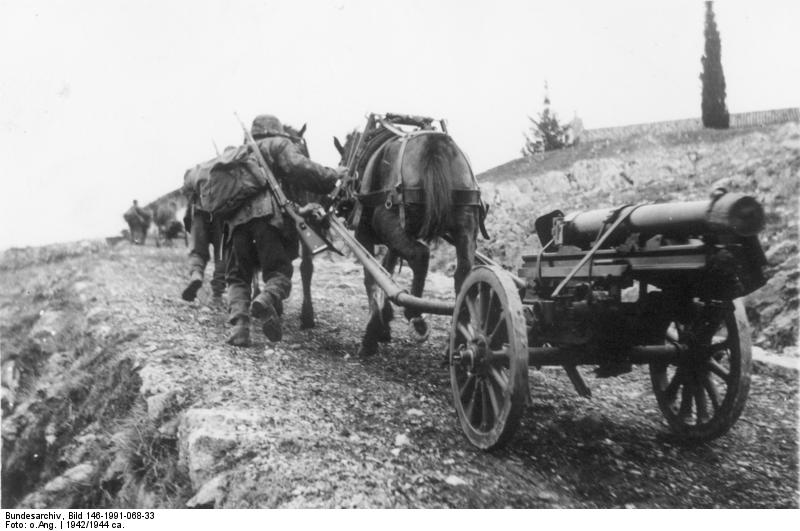 Bundesarchiv, Bild 146-1991-068-33
Foto: o.Ang. | 1942/1944 ca.